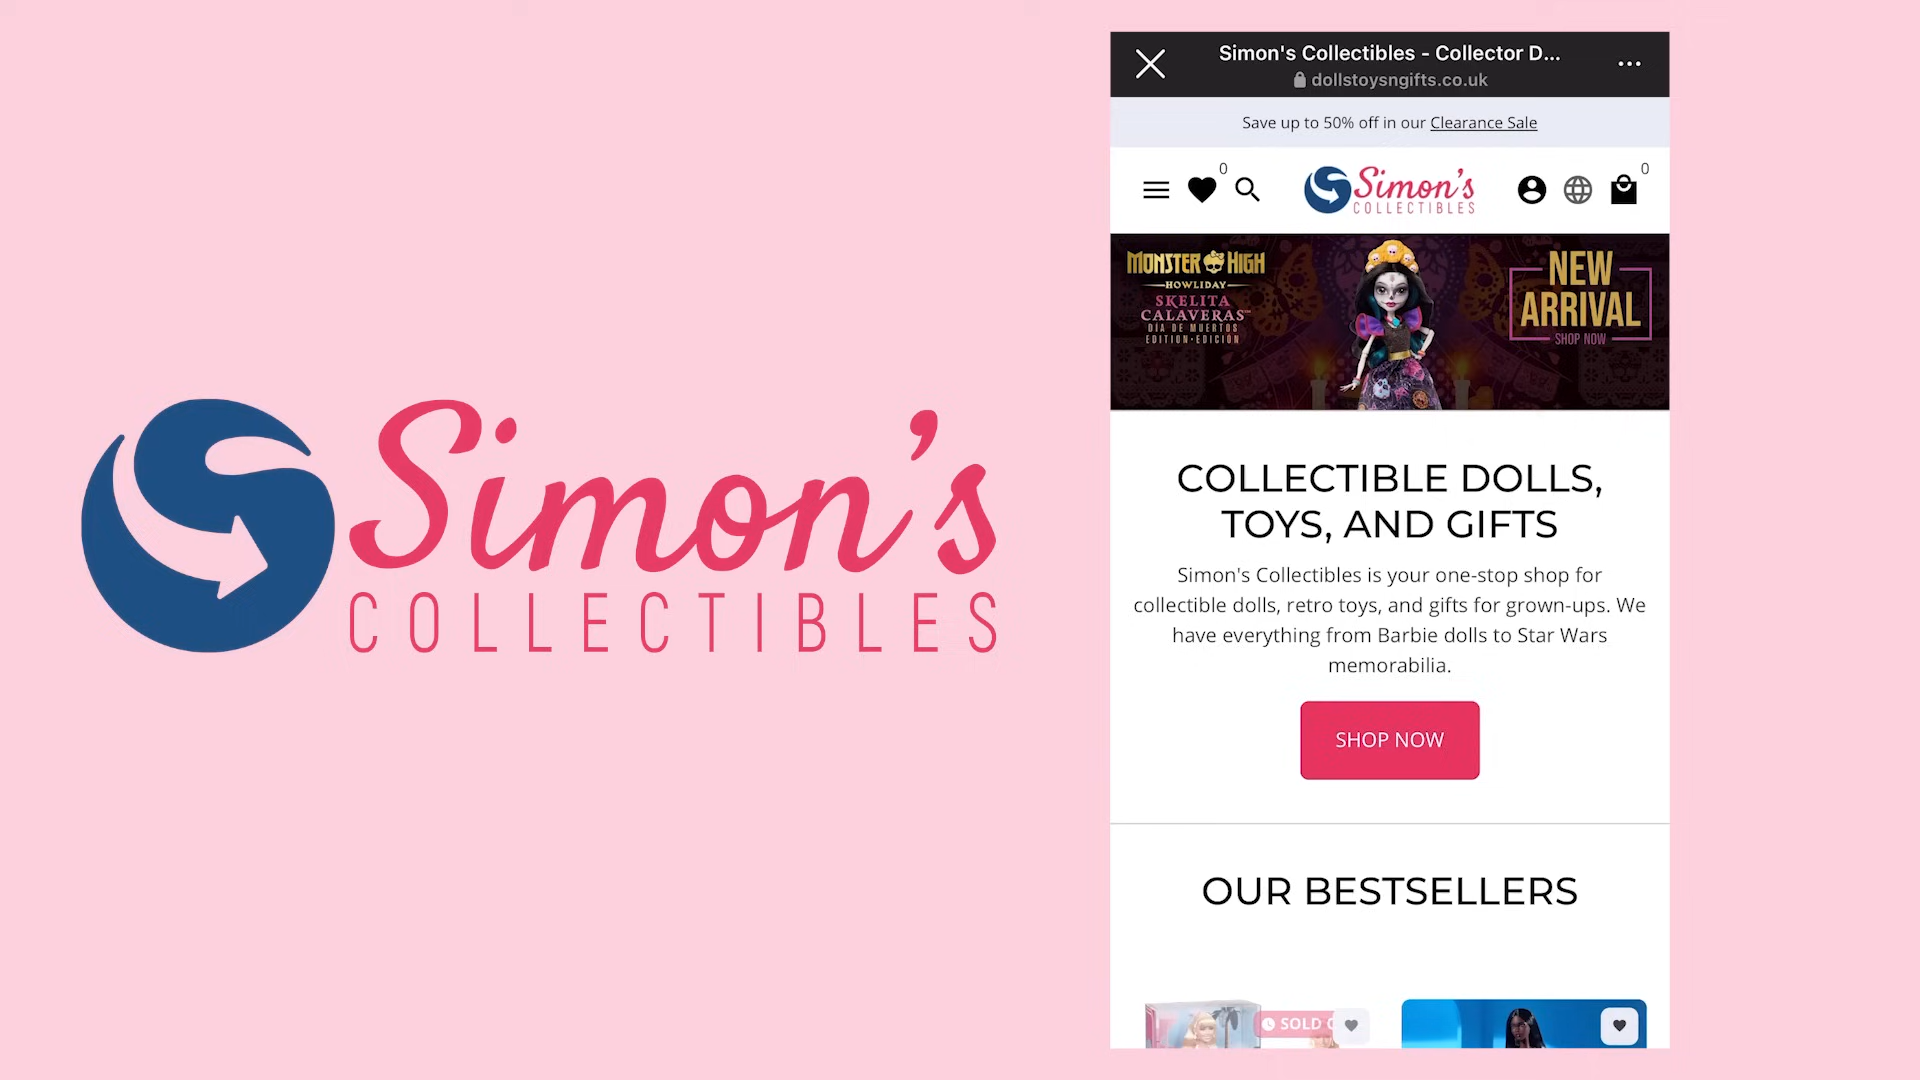 Simon's
COLLECTIBLES
Simon's Collectibles - Collector D...
dollstoysngifts.co.uk
Save up to 50% off in our Clearance Sale
0
0
Simon's
COLLECTIBLES
MONSTER HIGH
HOWLIDAY
SKELITA
CALAVERAS™
DÍA DE MUERTOS
EDITION·EDICIÓN
NEW
ARRIVAL
SHOP NOW
COLLECTIBLE DOLLS,
TOYS, AND GIFTS
Simon's Collectibles is your one-stop shop for
collectible dolls, retro toys, and gifts for grown-ups. We
have everything from Barbie dolls to Star Wars
memorabilia.
SHOP NOW
OUR BESTSELLERS
SOLD